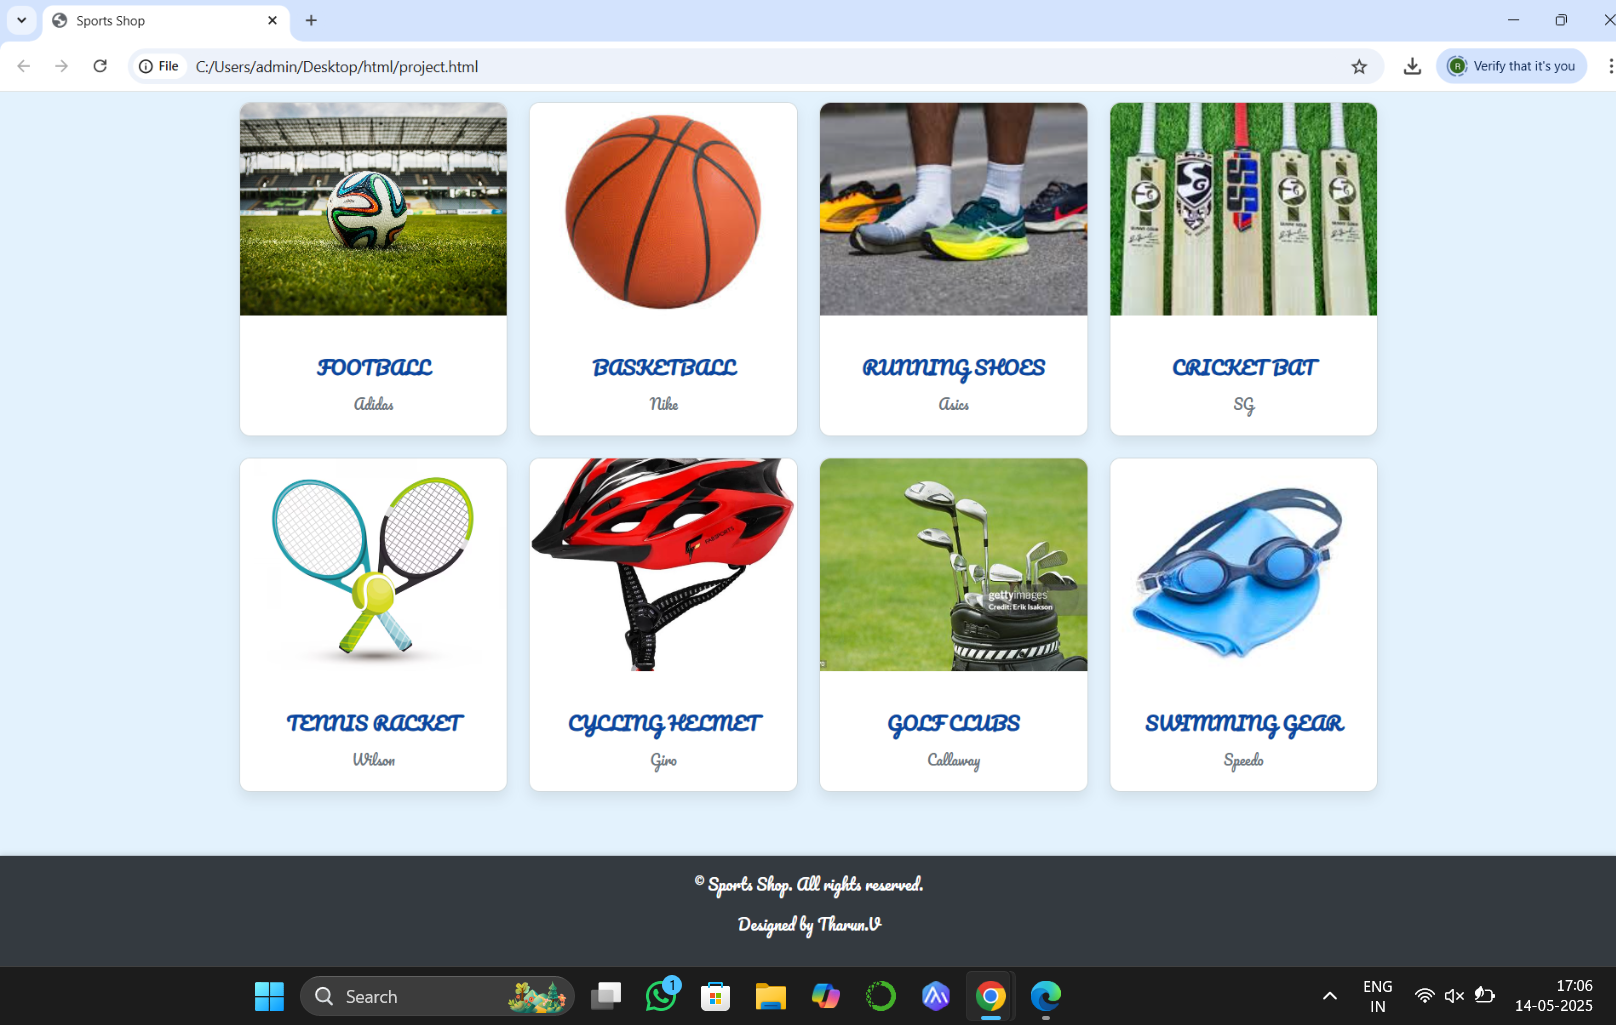 Sports Shop
File
C:/Users/admin/Desktop/html/project.html
Verify that it's you
FOOTBALL
Adidas
BASKETBALL
Nike
RUNNING SHOES
Asics
CRICKET BAT
SG
TENNIS RACKET
Wilson
CYCLING HELMET
Giro
gettyimages
Credit: Erik Isakson
GOLF CLUBS
Callaway
SWIMMING GEAR
Speedo
© Sports Shop. All rights reserved.
Designed by Tharun.V
Search
1
ENG
IN
17:06
14-05-2025